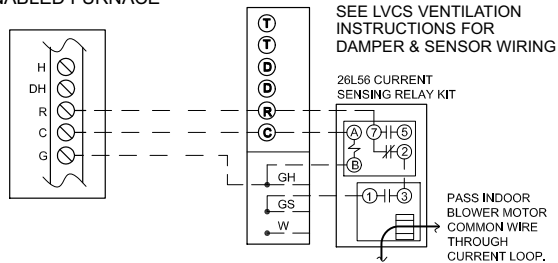 NABLED FURNACE
SEE LVCS VENTILATION
INSTRUCTIONS FOR
DAMPER & SENSOR WIRING
H
DH
R
C
G
T
T
D
D
R
C
GH
GS
W
26L56 CURRENT
SENSING RELAY KIT
A
7
5
2
B
1
3
PASS INDOOR
BLOWER MOTOR
COMMON WIRE
THROUGH
CURRENT LOOP.